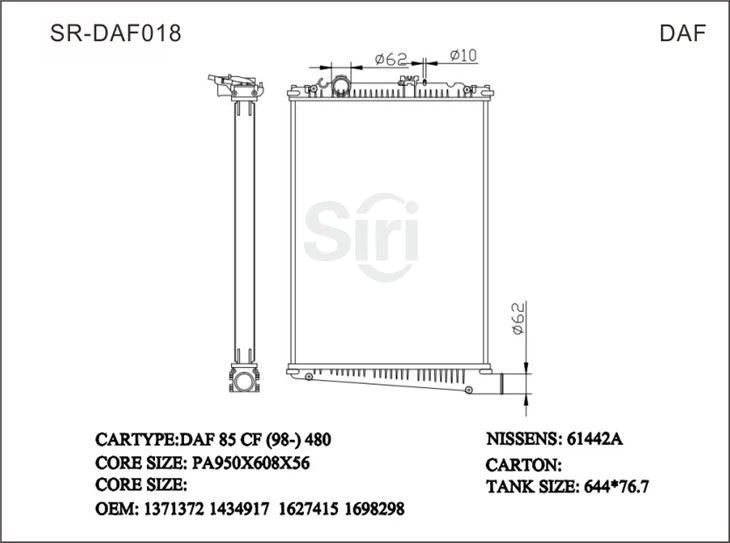 SR-DAF018 DAF
ø62 ø10
Siri
ø62
CARTYPE:DAF 85 CF (98-) 480 NISSENS: 61442A
CORE SIZE: PA950X608X56 CARTON:
CORE SIZE: TANK SIZE: 644*76.7
OEM: 1371372 1434917 1627415 1698298